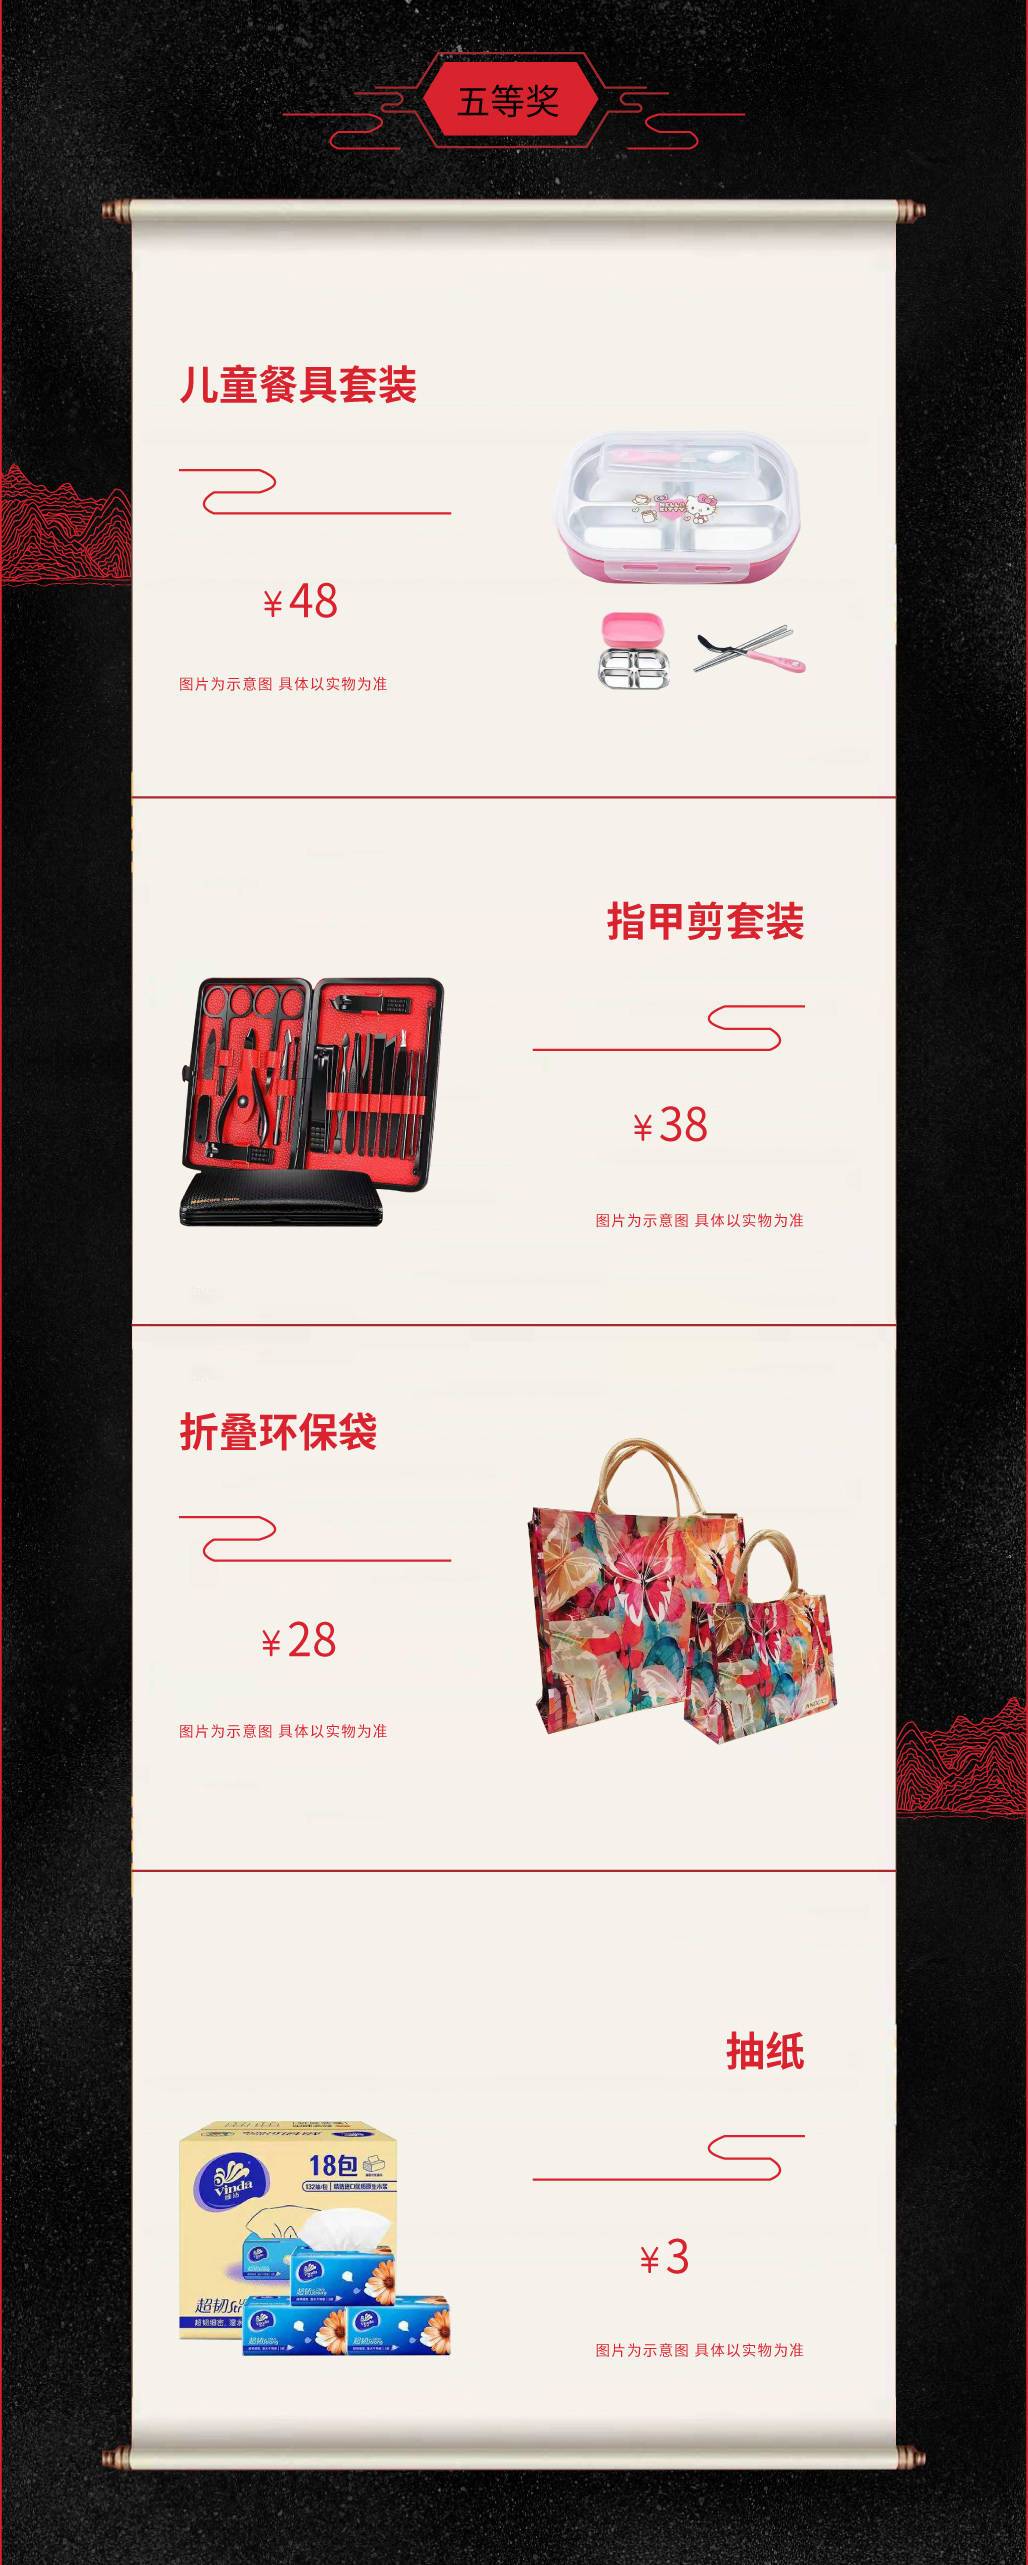 五等奖
儿童餐具套装
¥48
图片为示意图 具体以实物为准
指甲剪套装
¥38
图片为示意图 具体以实物为准
折叠环保袋
¥28
图片为示意图 具体以实物为准
抽纸
Vinda
18包
超韧
¥3
图片为示意图 具体以实物为准